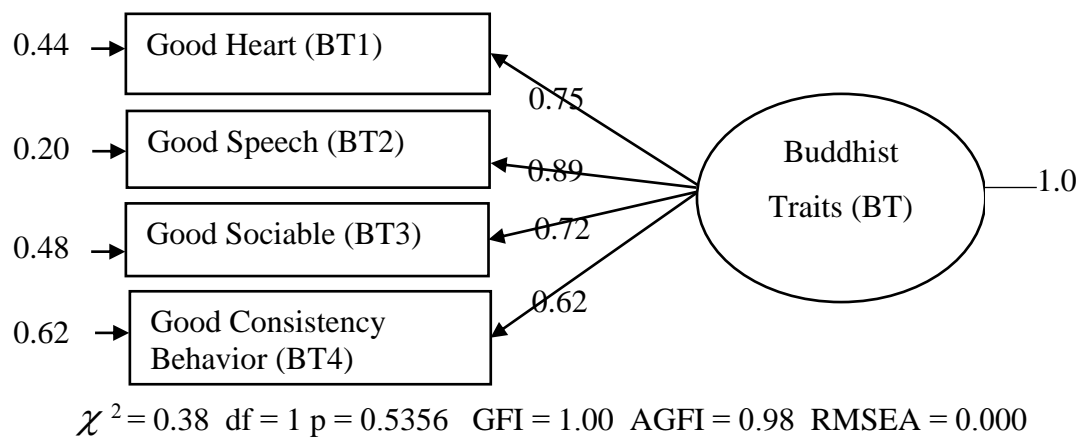 0.44
Good Heart (BT1)
0.75
0.20
Good Speech (BT2)
0.89
Buddhist
Traits (BT)
1.0
0.48
Good Sociable (BT3)
0.72
0.62
Good Consistency
Behavior (BT4)
0.62
χ² = 0.38 df = 1 p = 0.5356 GFI = 1.00 AGFI = 0.98 RMSEA = 0.000